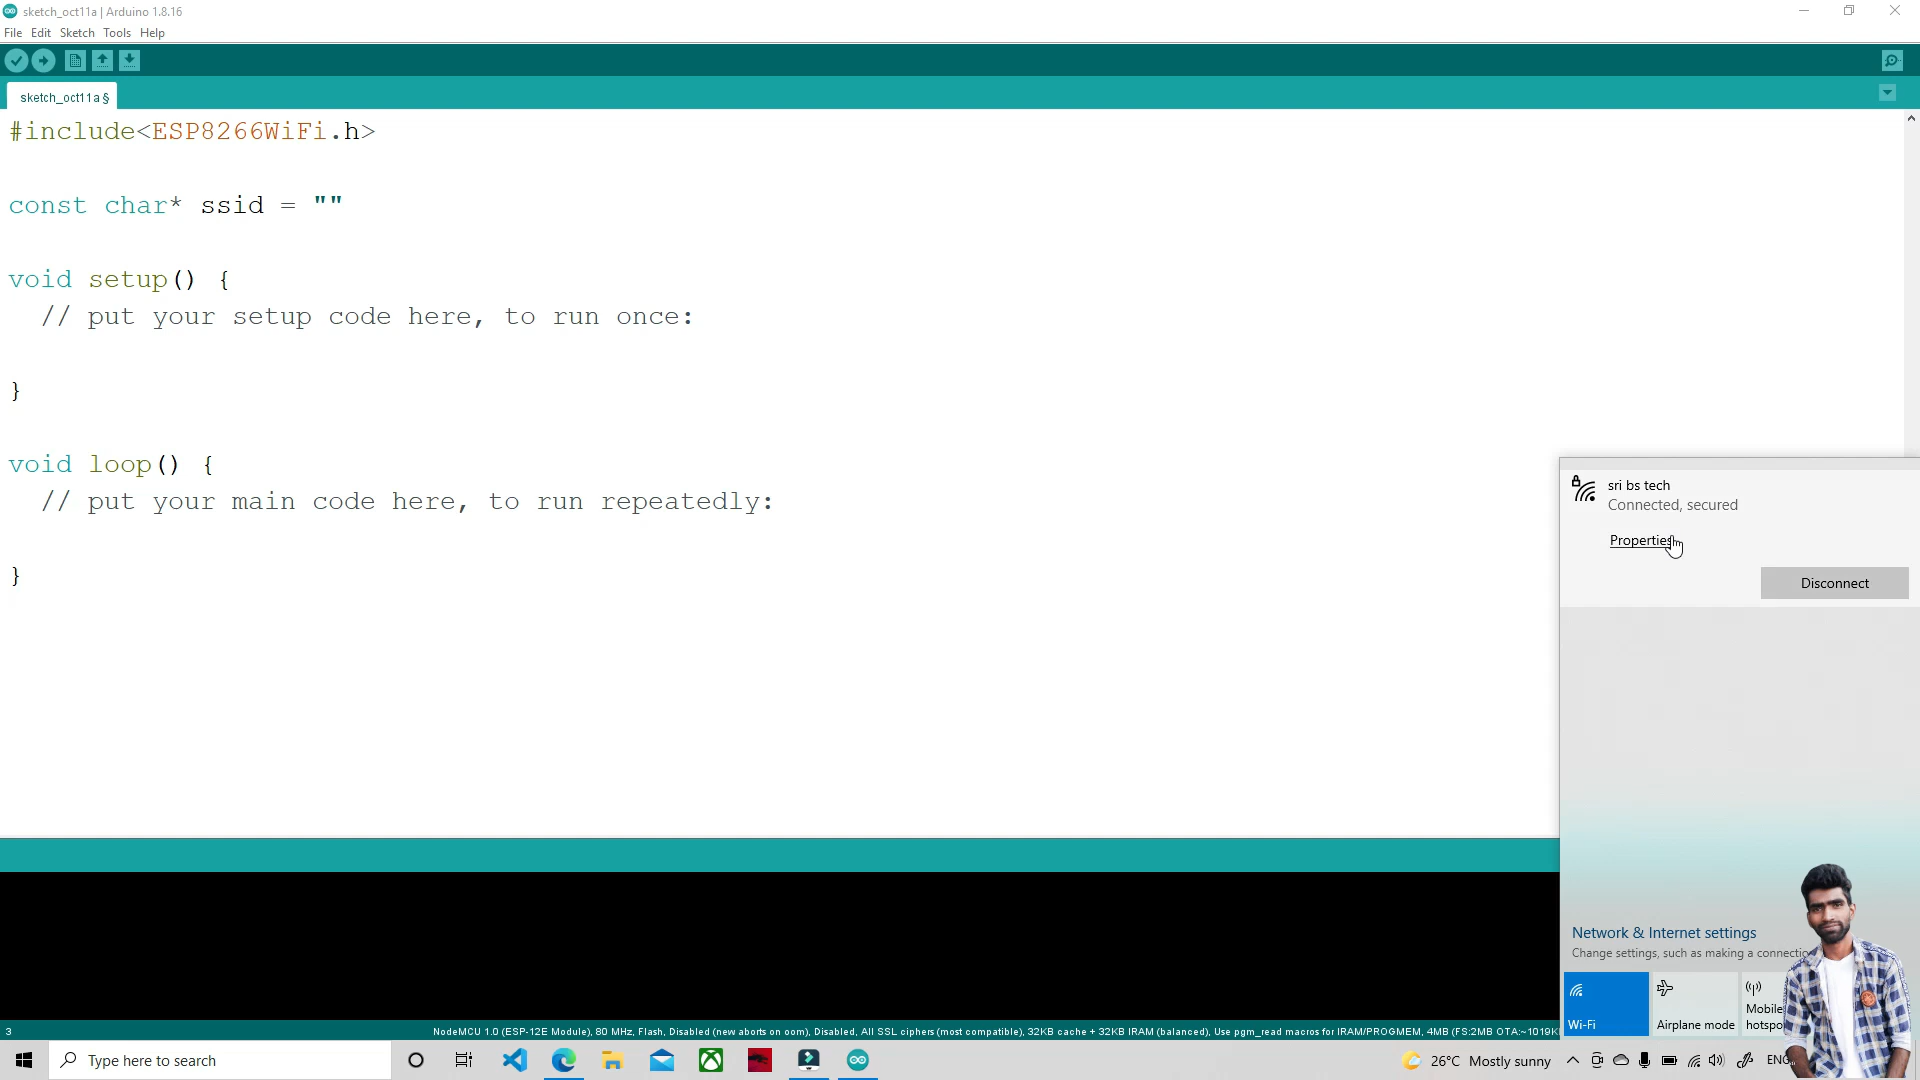 sketch_oct11a | Arduino 1.8.16
File Edit Sketch Tools Help
sketch_oct11a §
#include<ESP8266WiFi.h>
const char* ssid = ""
void setup() {
// put your setup code here, to run once:
}
void loop() {
// put your main code here, to run repeatedly:
}
sri bs tech
Connected, secured
Properties
Disconnect
Network & Internet settings
Change settings, such as making a connectio
Wi-Fi
Airplane mode
Mobile
hotspo
3
NodeMCU 1.0 (ESP-12E Module), 80 MHz, Flash, Disabled (new aborts on oom), Disabled, All SSL ciphers (most compatible), 32KB cache + 32KB IRAM (balanced), Use pgm_read macros for IRAM/PROGMEM, 4MB (FS:2MB OTA:~1019K
Type here to search
26°C Mostly sunny
ENG